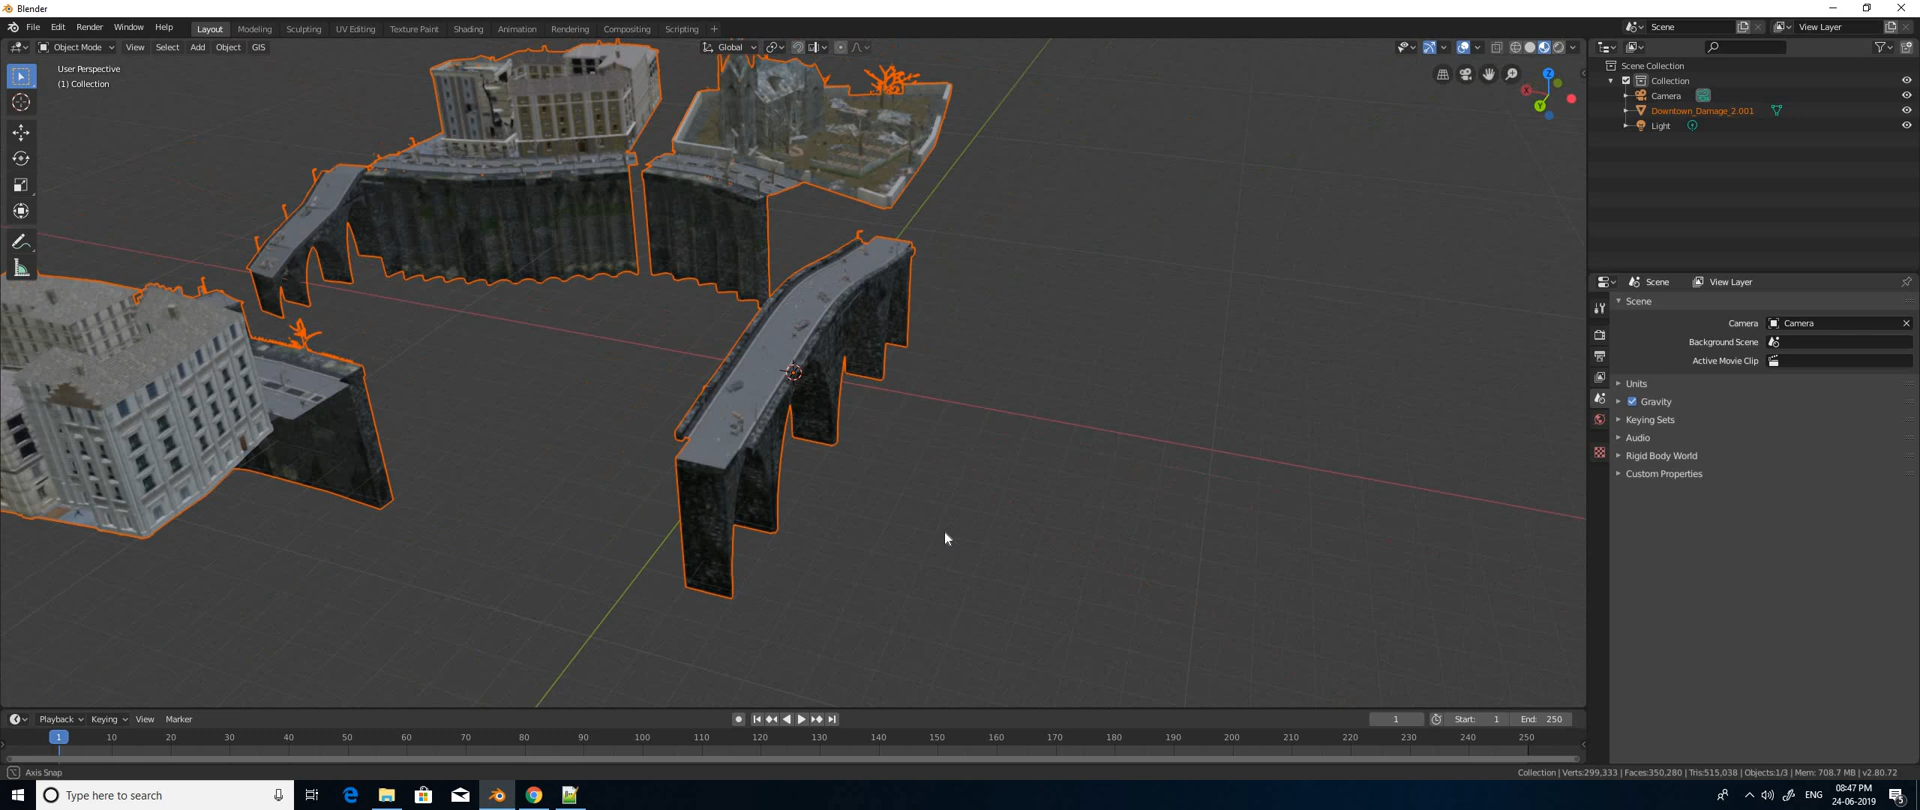 Blender
File Edit Render Window Help Layout Modeling Sculpting UV Editing Texture Paint Shading Animation Rendering Compositing Scripting + Scene View Layer
Object Mode View Select Add Object GIS Global
User Perspective
(1) Collection
Z
X
Y
Scene Collection
Collection
Camera
Downtown_Damage_2.001
Light
Scene View Layer
Scene
Camera Camera
Background Scene
Active Movie Clip
Units
Gravity
Keying Sets
Audio
Rigid Body World
Custom Properties
Playback Keying View Marker 1 Start: 1 End: 250
1 10 20 30 40 50 60 70 80 90 100 110 120 130 140 150 160 170 180 190 200 210 220 230 240 250
Axis Snap Collection | Verts:299,333 | Faces:350,280 | Tris:515,038 | Objects:1/3 | Mem: 708.7 MB | v2.80.72
Type here to search ENG 08:47 PM
24-06-2019 5